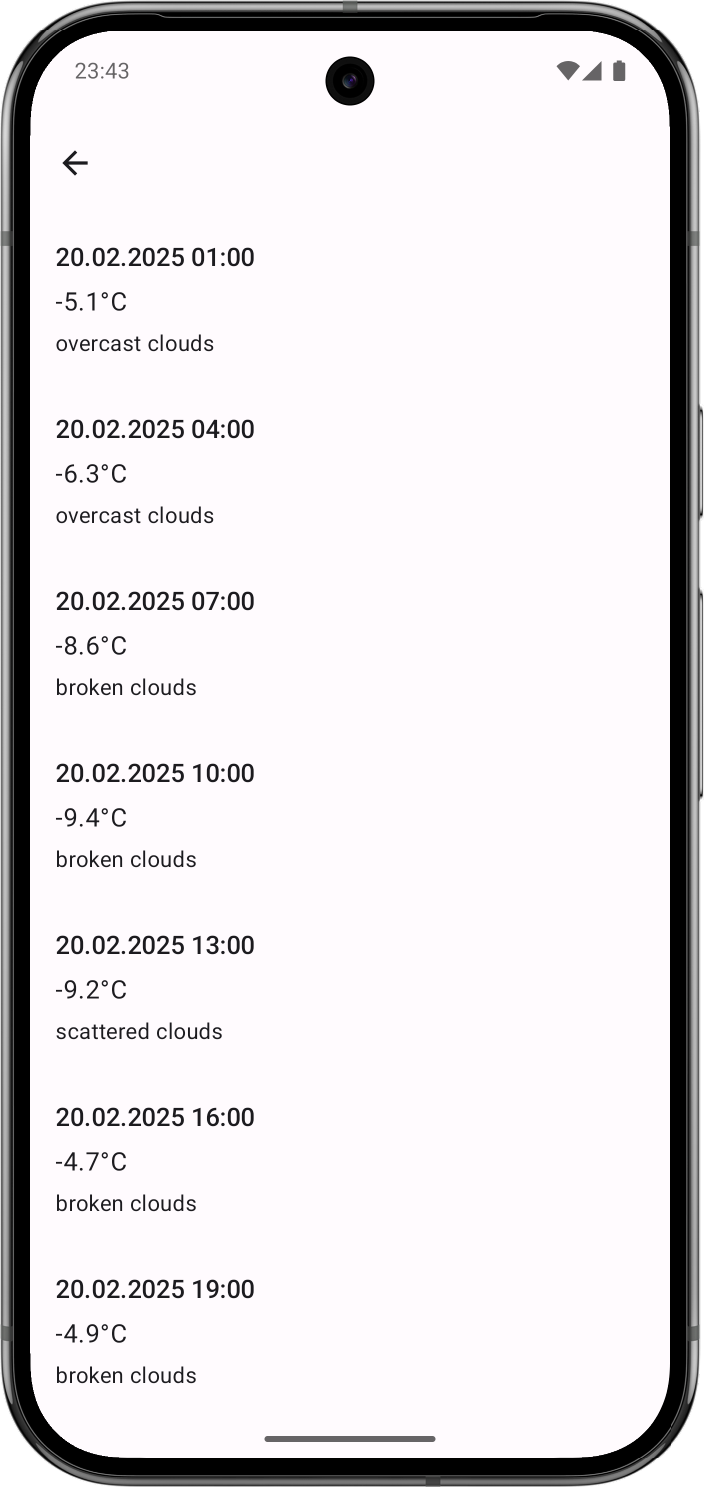 23:43
20.02.2025 01:00
-5.1°C
overcast clouds
20.02.2025 04:00
-6.3°C
overcast clouds
20.02.2025 07:00
-8.6°C
broken clouds
20.02.2025 10:00
-9.4°C
broken clouds
20.02.2025 13:00
-9.2°C
scattered clouds
20.02.2025 16:00
-4.7°C
broken clouds
20.02.2025 19:00
-4.9°C
broken clouds